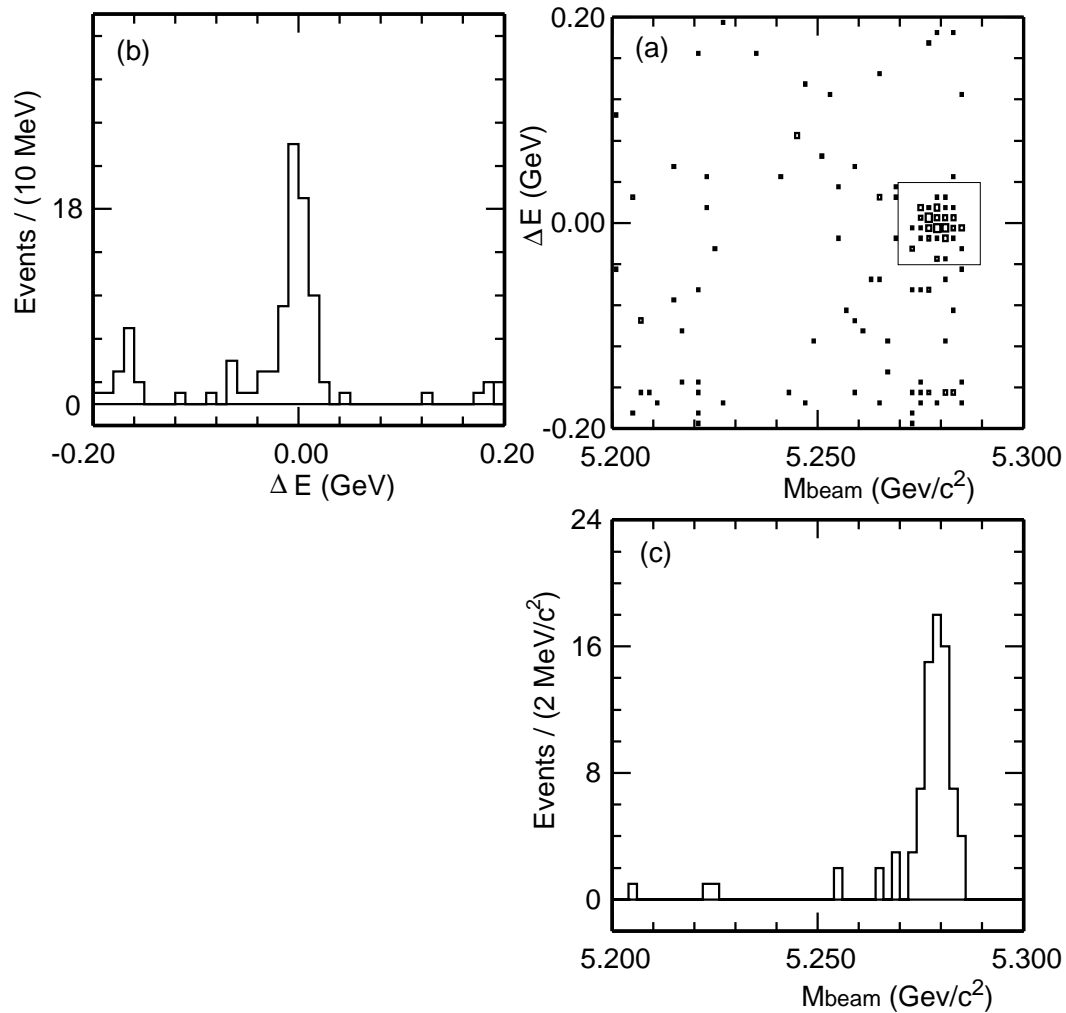 (b)
Events / (10 MeV)
18
0
-0.20
0.00
0.20
Δ E (GeV)
(a)
Δ E (GeV)
0.20
0.00
-0.20
5.200
5.250
5.300
Mbeam (Gev/c²)
(c)
Events / (2 MeV/c²)
24
16
8
0
5.200
5.250
5.300
Mbeam (Gev/c²)